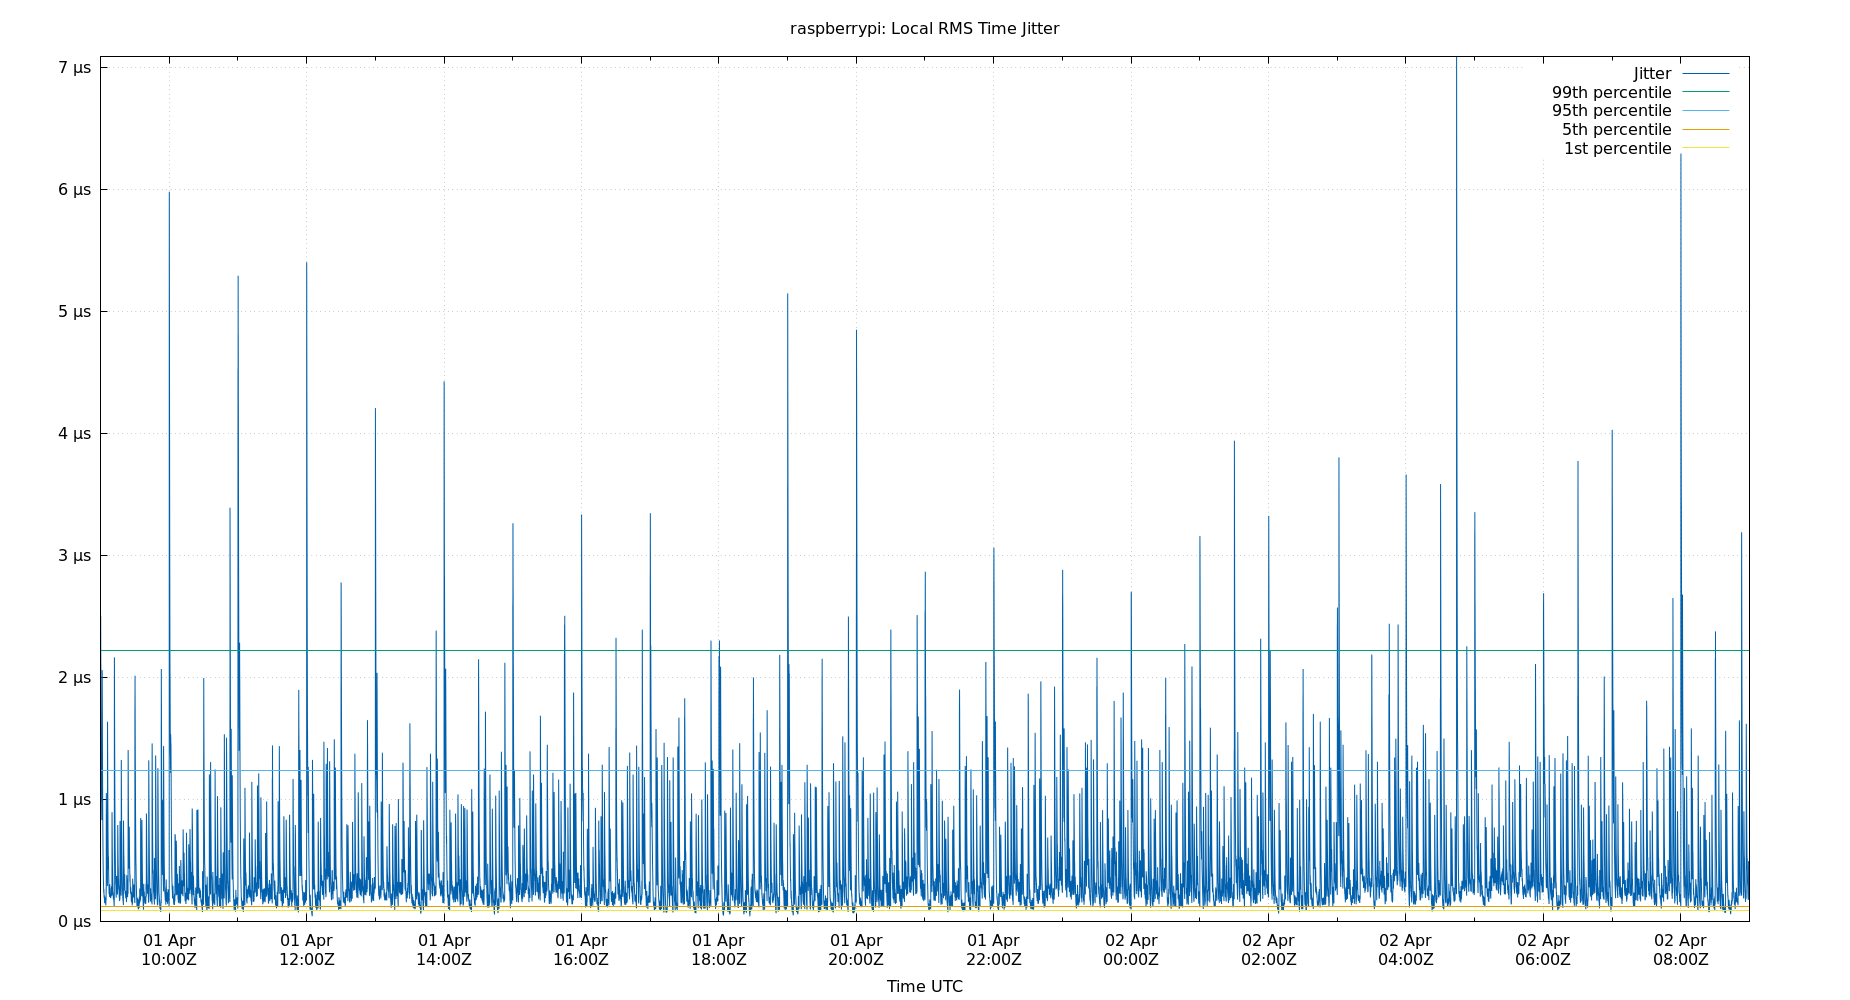 raspberrypi: Local RMS Time Jitter
7 μs
6 μs
5 μs
4 μs
3 μs
2 μs
1 μs
0 μs
Jitter
99th percentile
95th percentile
5th percentile
1st percentile
01 Apr
10:00Z
01 Apr
12:00Z
01 Apr
14:00Z
01 Apr
16:00Z
01 Apr
18:00Z
01 Apr
20:00Z
01 Apr
22:00Z
02 Apr
00:00Z
02 Apr
02:00Z
02 Apr
04:00Z
02 Apr
06:00Z
02 Apr
08:00Z
Time UTC